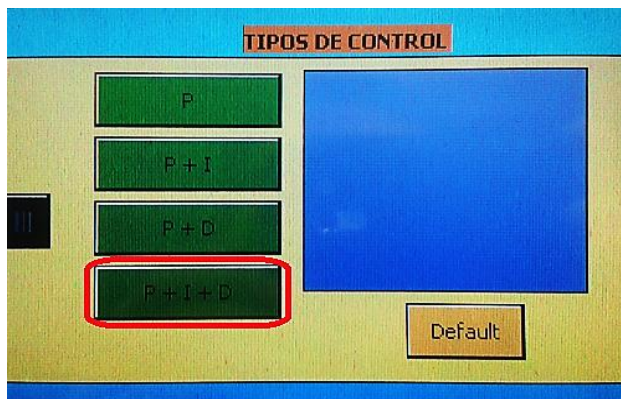 TIPOS DE CONTROL
P
P + I
P + D
P + I + D
Default